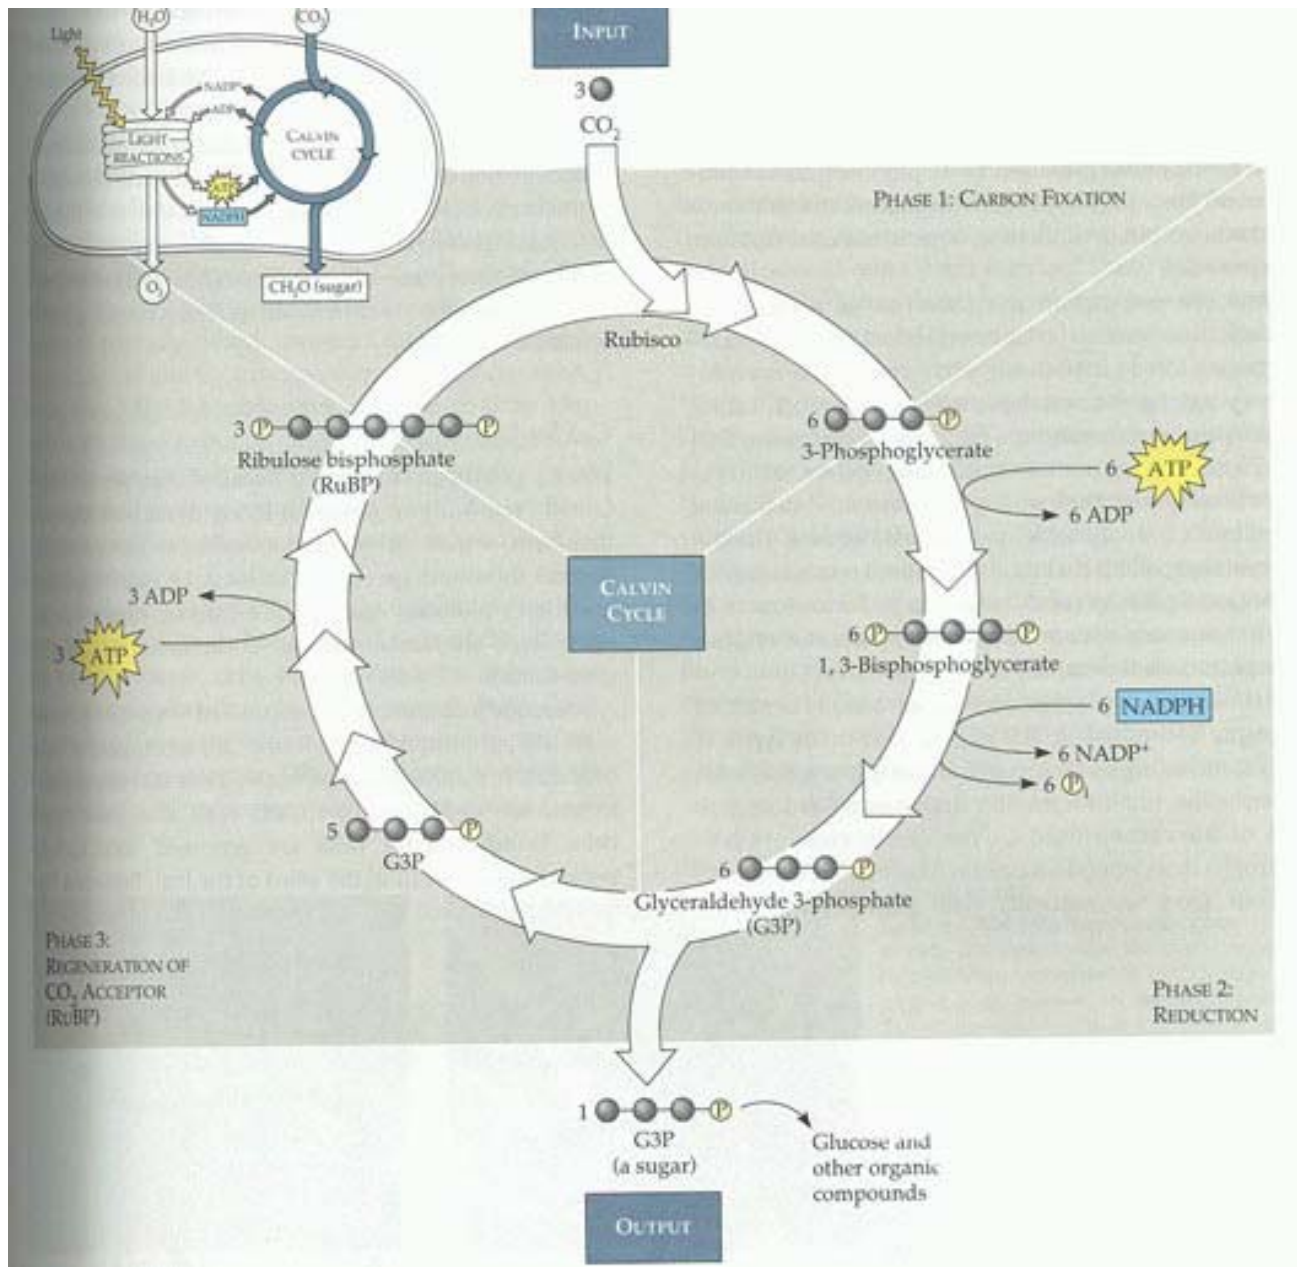 H₂O
CO₂
Light
NADP⁺
ADP
LIGHT
REACTIONS
CALVIN
CYCLE
ATP
NADPH
O₂
CH₂O (sugar)
INPUT
3
CO₂
PHASE 1: CARBON FIXATION
Rubisco
3 P P
Ribulose bisphosphate
(RuBP)
6 P
3-Phosphoglycerate
6 ATP
6 ADP
CALVIN
CYCLE
3 ADP
3 ATP
6 P P
1, 3-Bisphosphoglycerate
6 NADPH
6 NADP⁺
6 Pᵢ
5 P
G3P
6 P
Glyceraldehyde 3-phosphate
(G3P)
PHASE 3:
REGENERATION OF
CO₂ ACCEPTOR
(RUBP)
PHASE 2:
REDUCTION
1 P
G3P
(a sugar)
Glucose and
other organic
compounds
OUTPUT